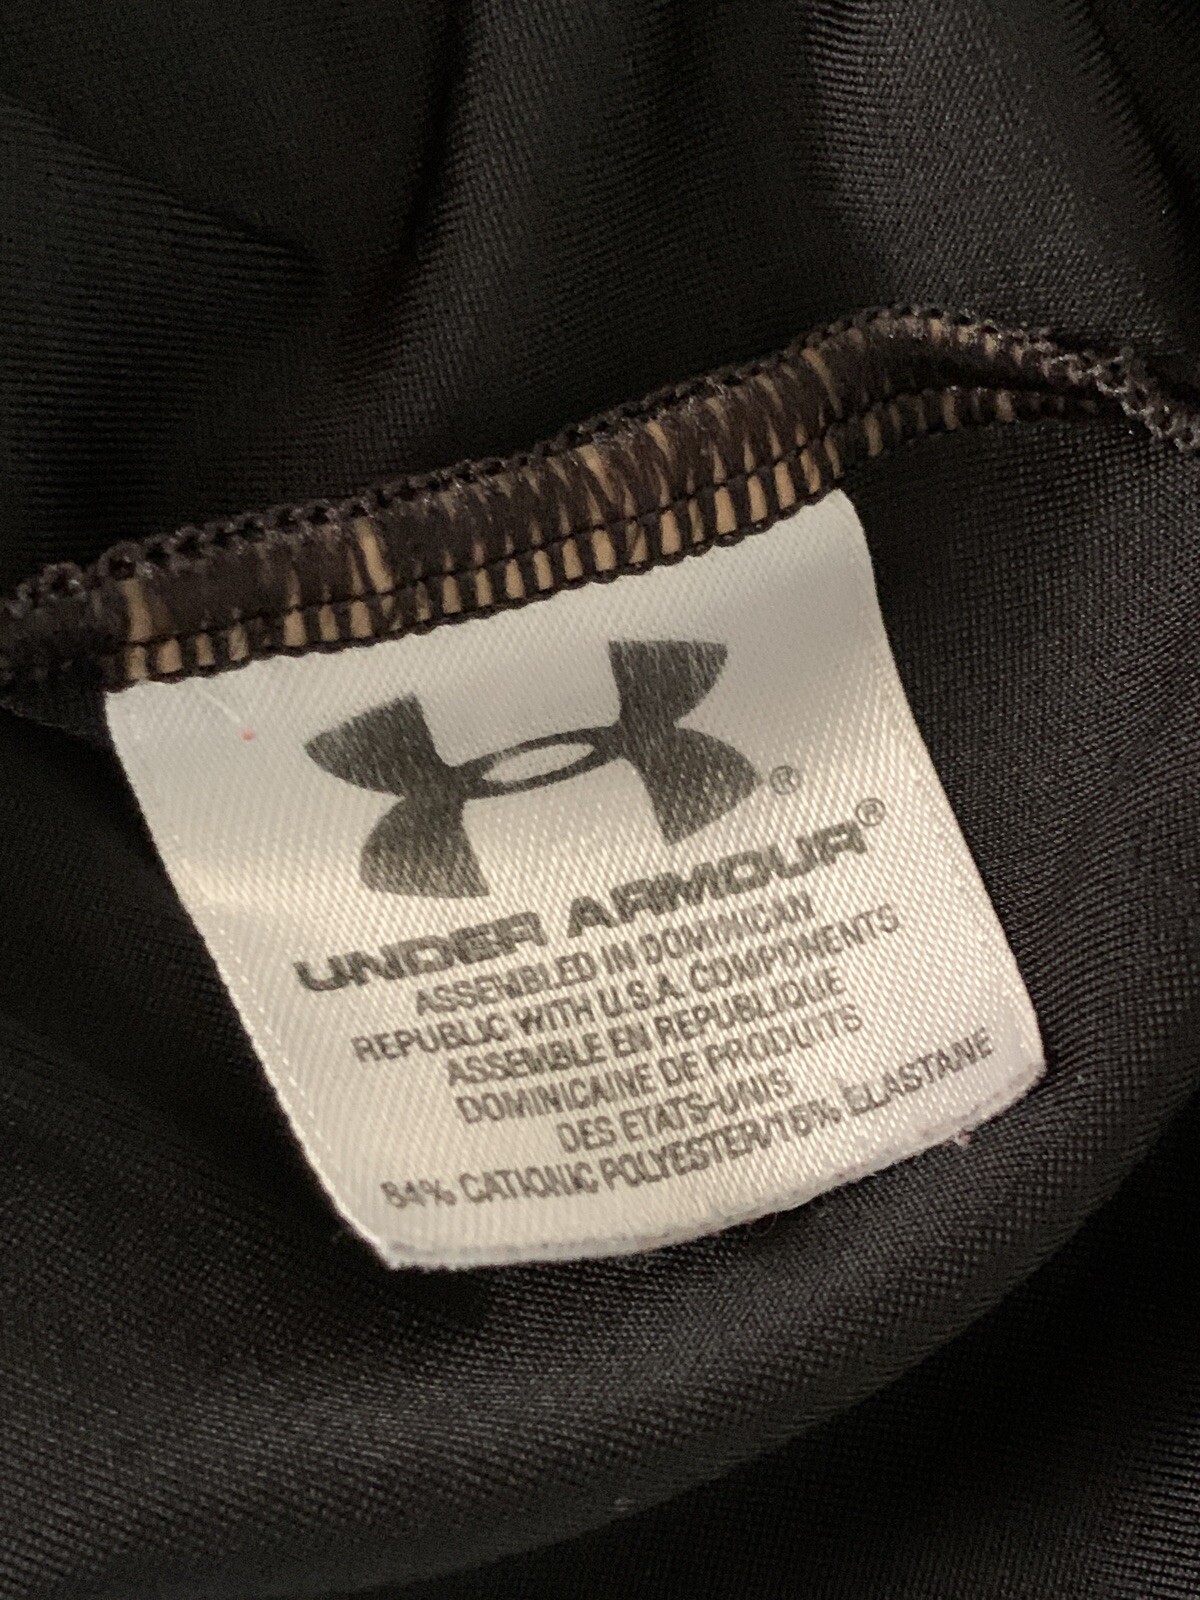 ®
UNDER ARMOUR®
ASSEMBLED IN DOMINICAN
REPUBLIC WITH U.S.A. COMPONENTS
ASSEMBLE EN REPUBLIQUE
DOMINICAINE DE PRODUITS
DES ETATS-UNIS
84% CATIONIC POLYESTER/16% ELASTANE